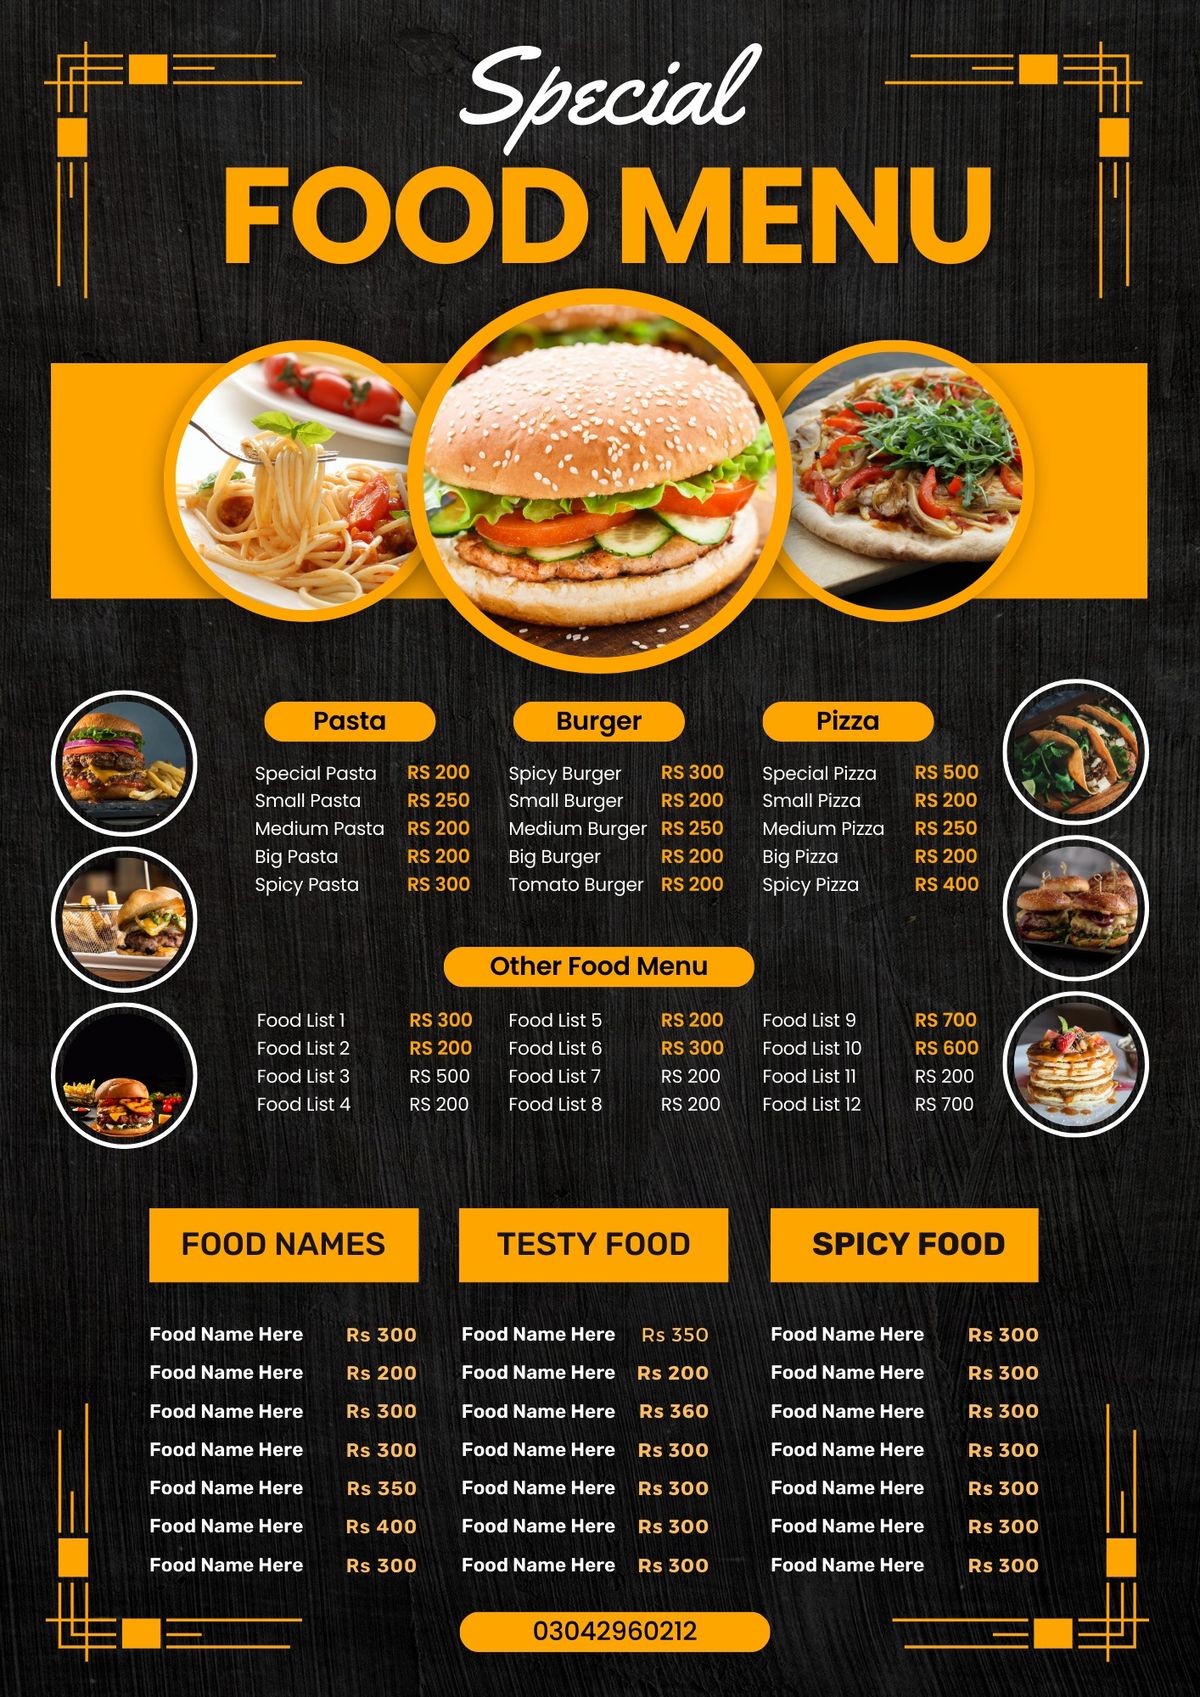 Special
FOOD MENU
Pasta
Special Pasta RS 200
Small Pasta RS 250
Medium Pasta RS 200
Big Pasta RS 200
Spicy Pasta RS 300
Burger
Spicy Burger RS 300
Small Burger RS 200
Medium Burger RS 250
Big Burger RS 200
Tomato Burger RS 200
Pizza
Special Pizza RS 500
Small Pizza RS 200
Medium Pizza RS 250
Big Pizza RS 200
Spicy Pizza RS 400
Other Food Menu
Food List 1 RS 300
Food List 2 RS 200
Food List 3 RS 500
Food List 4 RS 200
Food List 5 RS 200
Food List 6 RS 300
Food List 7 RS 200
Food List 8 RS 200
Food List 9 RS 700
Food List 10 RS 600
Food List 11 RS 200
Food List 12 RS 700
FOOD NAMES
Food Name Here Rs 300
Food Name Here Rs 200
Food Name Here Rs 300
Food Name Here Rs 300
Food Name Here Rs 350
Food Name Here Rs 400
Food Name Here Rs 300
TESTY FOOD
Food Name Here Rs 350
Food Name Here Rs 200
Food Name Here Rs 360
Food Name Here Rs 300
Food Name Here Rs 300
Food Name Here Rs 300
Food Name Here Rs 300
SPICY FOOD
Food Name Here Rs 300
Food Name Here Rs 300
Food Name Here Rs 300
Food Name Here Rs 300
Food Name Here Rs 300
Food Name Here Rs 300
Food Name Here Rs 300
03042960212